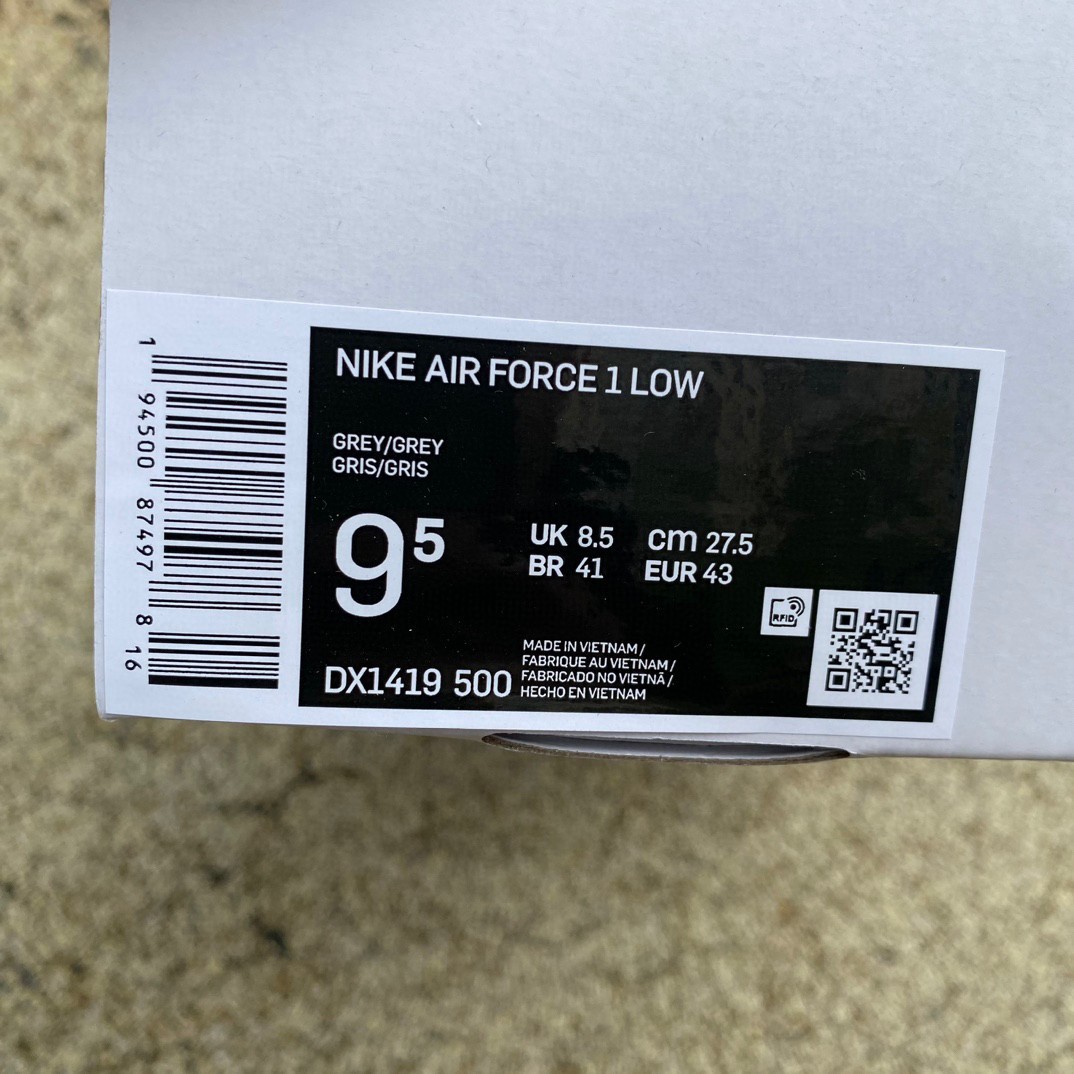 1 94500 87497 8 16
NIKE AIR FORCE 1 LOW
GREY/GREY
GRIS/GRIS
9⁵
UK 8.5 cm 27.5
BR 41 EUR 43
RFID
DX1419 500
MADE IN VIETNAM /
FABRIQUE AU VIETNAM /
FABRICADO NO VIETNÃ /
HECHO EN VIETNAM